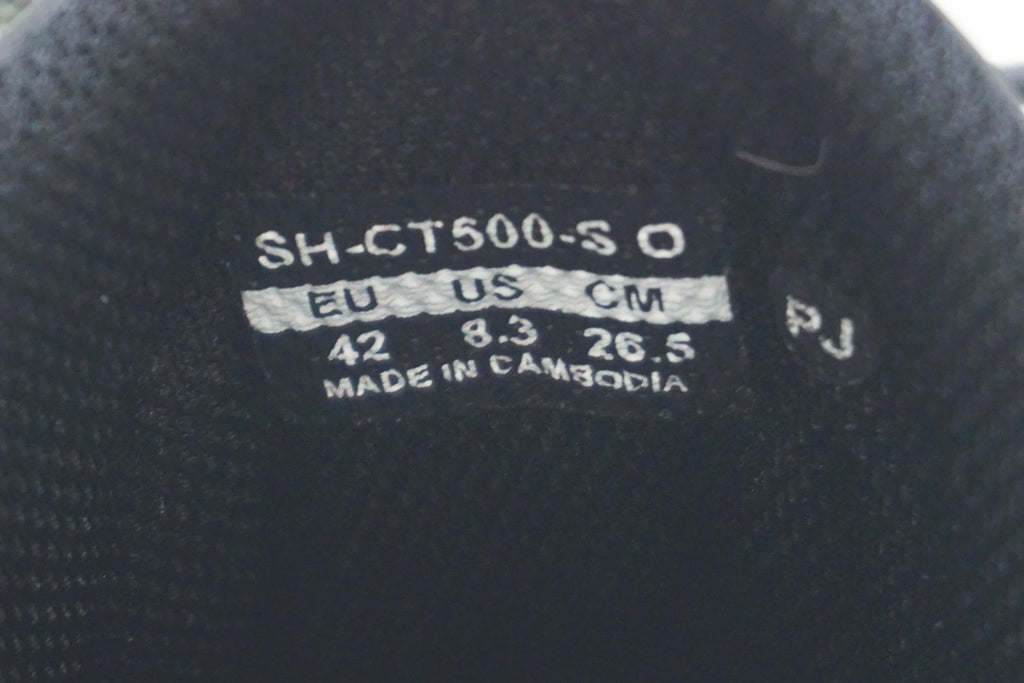 SH-CT500-S O
EU US CM
42 8.3 26.5
MADE IN CAMBODIA
PJ